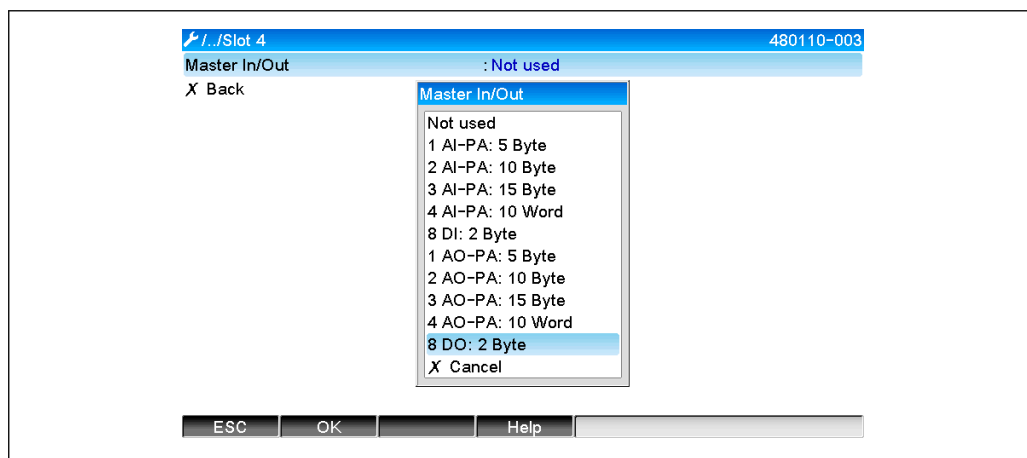 /../Slot 4 480110-003
Master In/Out : Not used
X Back
Master In/Out
Not used
1 AI-PA: 5 Byte
2 AI-PA: 10 Byte
3 AI-PA: 15 Byte
4 AI-PA: 10 Word
8 DI: 2 Byte
1 AO-PA: 5 Byte
2 AO-PA: 10 Byte
3 AO-PA: 15 Byte
4 AO-PA: 10 Word
8 DO: 2 Byte
X Cancel
ESC OK Help